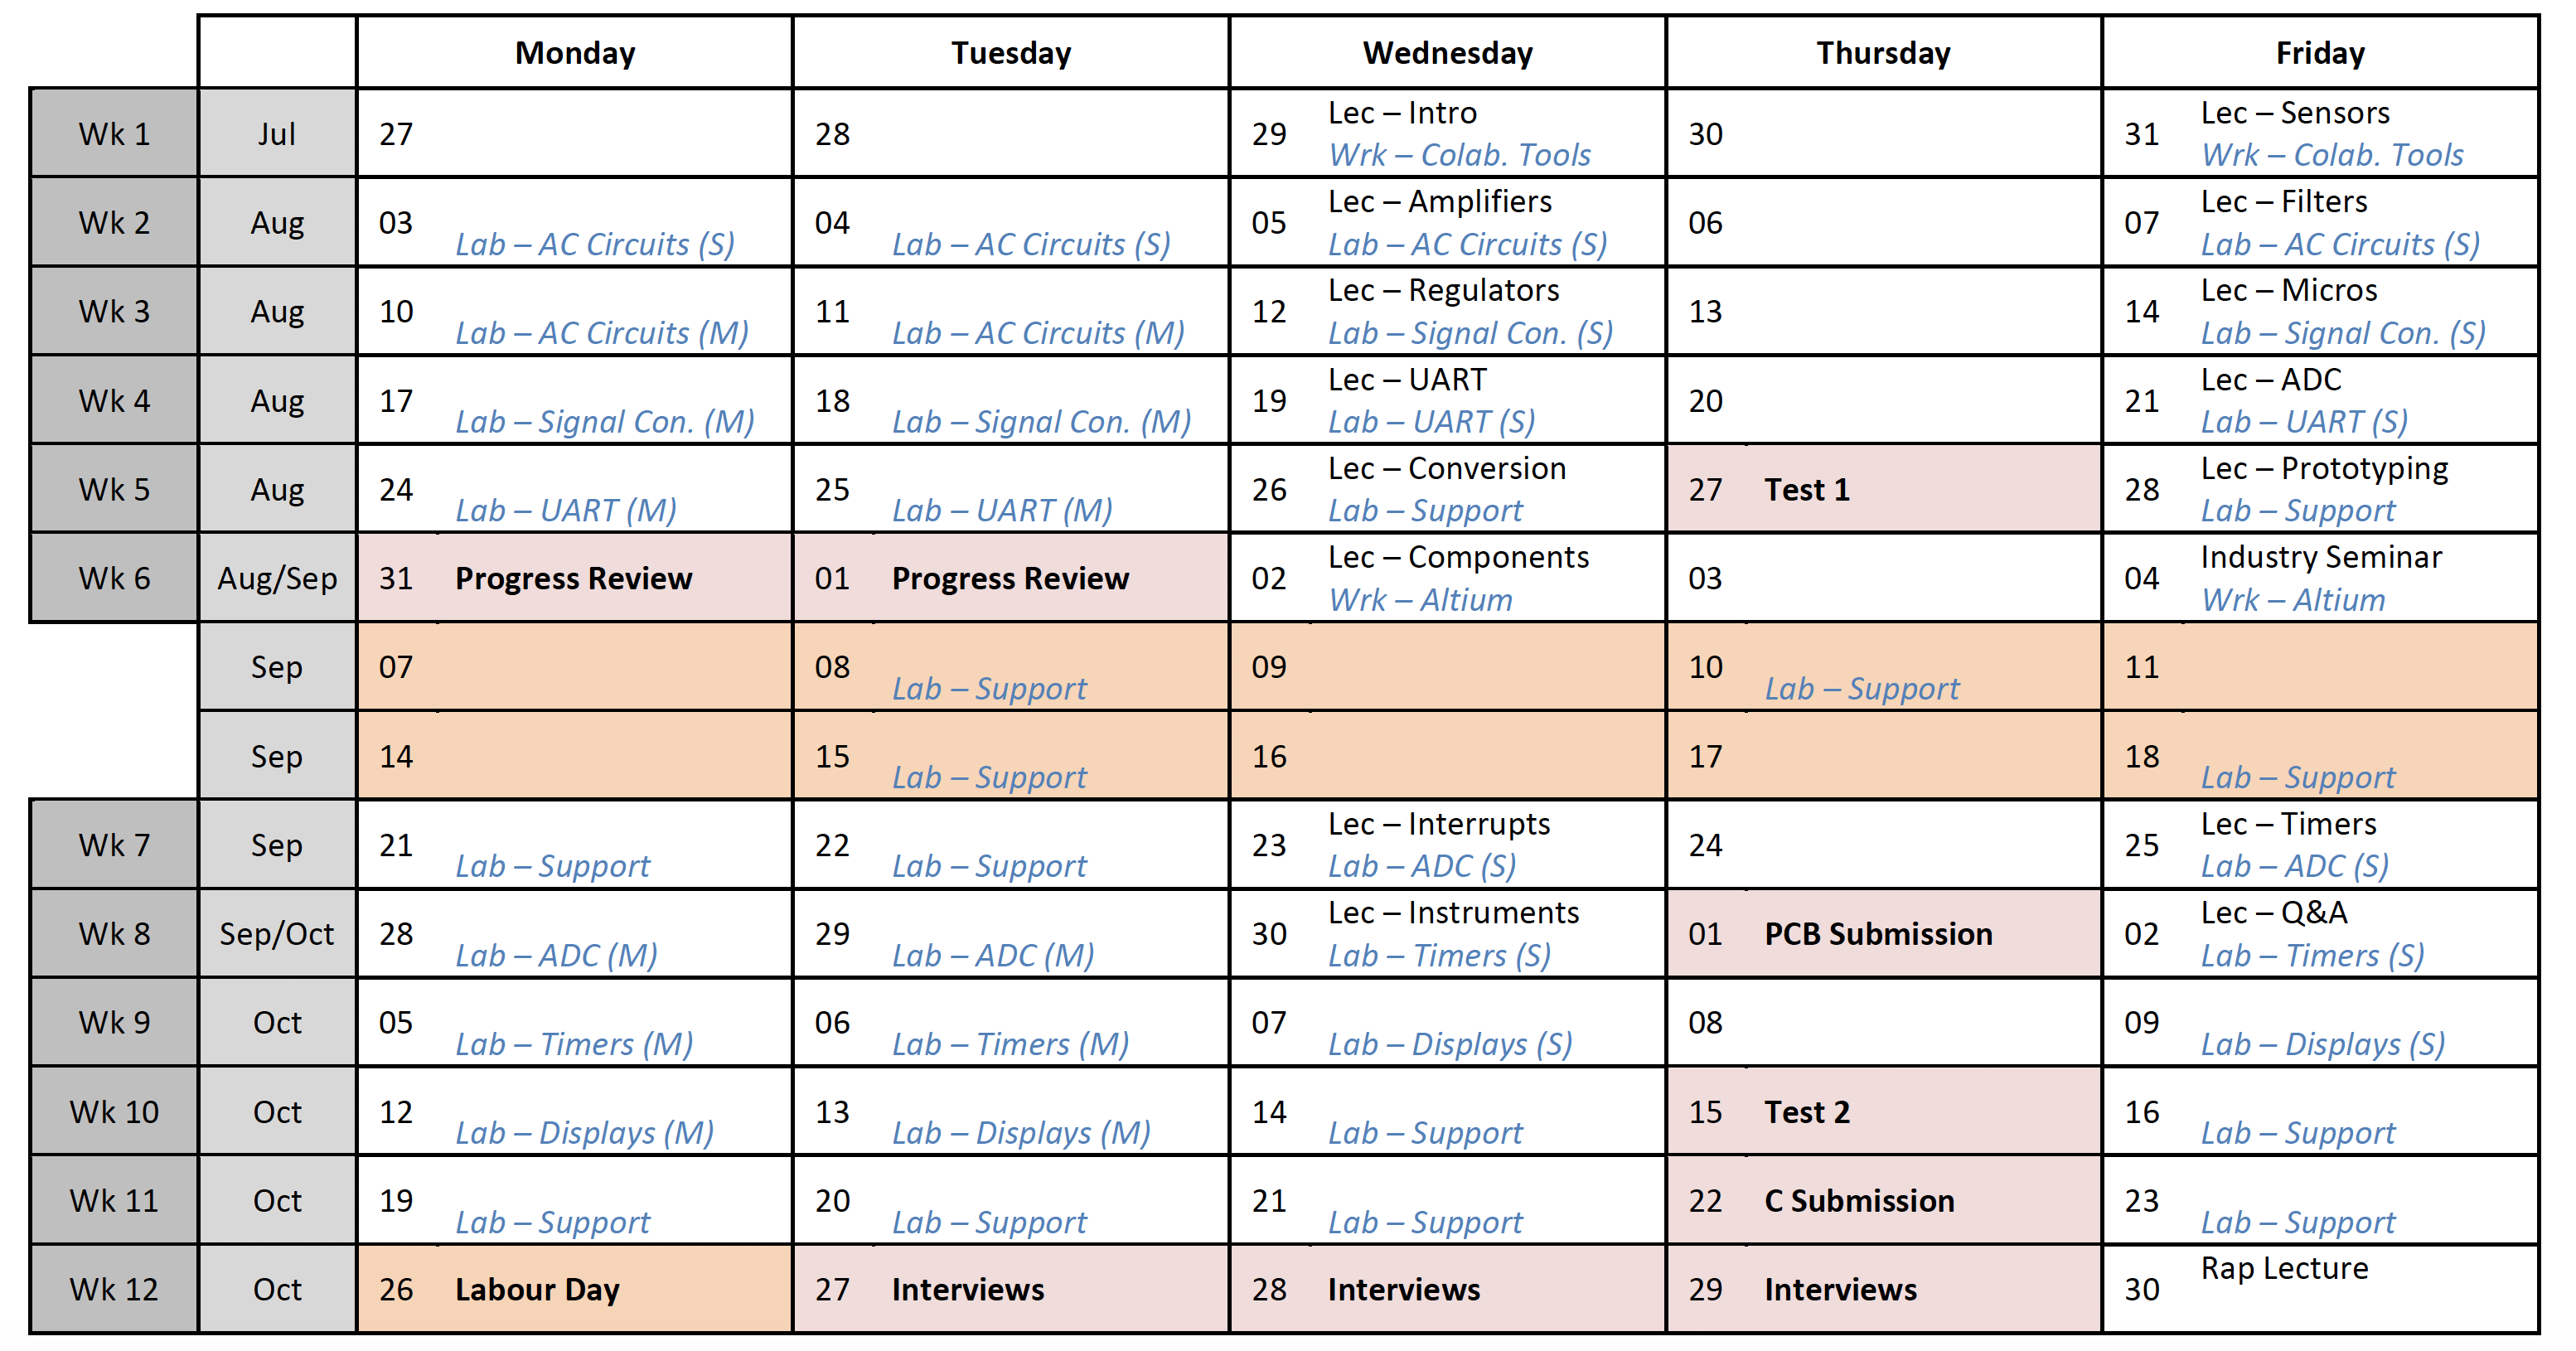 Monday Tuesday Wednesday Thursday Friday
Wk 1 Jul 27 28 29 Lec – Intro 30 31 Lec – Sensors
Wrk – Colab. Tools Wrk – Colab. Tools
Wk 2 Aug 03 04 05 Lec – Amplifiers 06 07 Lec – Filters
Lab – AC Circuits (S) Lab – AC Circuits (S) Lab – AC Circuits (S) Lab – AC Circuits (S)
Wk 3 Aug 10 11 12 Lec – Regulators 13 14 Lec – Micros
Lab – AC Circuits (M) Lab – AC Circuits (M) Lab – Signal Con. (S) Lab – Signal Con. (S)
Wk 4 Aug 17 18 19 Lec – UART 20 21 Lec – ADC
Lab – Signal Con. (M) Lab – Signal Con. (M) Lab – UART (S) Lab – UART (S)
Wk 5 Aug 24 25 26 Lec – Conversion 27 Test 1 28 Lec – Prototyping
Lab – UART (M) Lab – UART (M) Lab – Support Lab – Support
Wk 6 Aug/Sep 31 Progress Review 01 Progress Review 02 Lec – Components 03 04 Industry Seminar
Wrk – Altium Wrk – Altium
Sep 07 08 09 10 11
Lab – Support Lab – Support
Sep 14 15 16 17 18
Lab – Support Lab – Support
Wk 7 Sep 21 22 23 Lec – Interrupts 24 25 Lec – Timers
Lab – Support Lab – Support Lab – ADC (S) Lab – ADC (S)
Wk 8 Sep/Oct 28 29 30 Lec – Instruments 01 PCB Submission 02 Lec – Q&A
Lab – ADC (M) Lab – ADC (M) Lab – Timers (S) Lab – Timers (S)
Wk 9 Oct 05 06 07 08 09
Lab – Timers (M) Lab – Timers (M) Lab – Displays (S) Lab – Displays (S)
Wk 10 Oct 12 13 14 15 Test 2 16
Lab – Displays (M) Lab – Displays (M) Lab – Support Lab – Support
Wk 11 Oct 19 20 21 22 C Submission 23
Lab – Support Lab – Support Lab – Support Lab – Support
Wk 12 Oct 26 Labour Day 27 Interviews 28 Interviews 29 Interviews 30 Rap Lecture